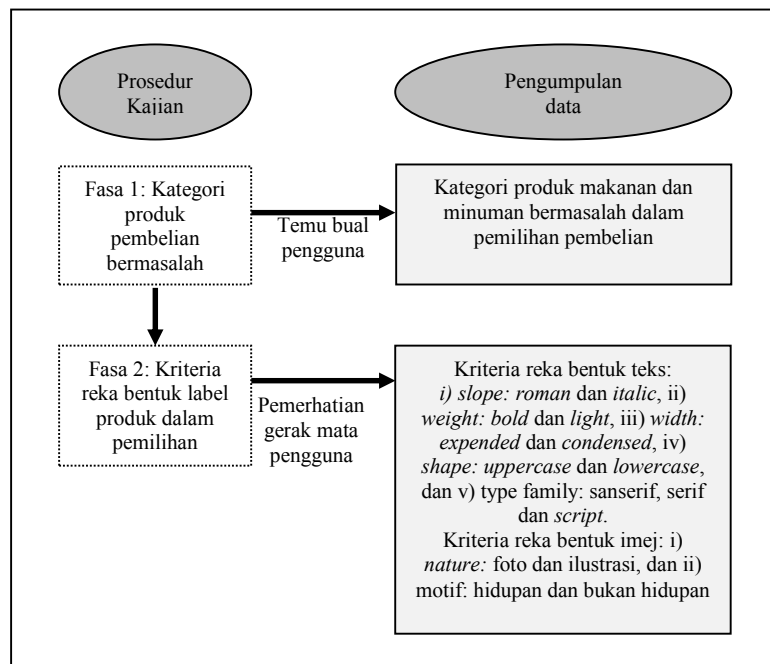 Prosedur
Kajian
Pengumpulan
data
Fasa 1: Kategori
produk
pembelian
bermasalah
Temu bual
pengguna
Kategori produk makanan dan
minuman bermasalah dalam
pemilihan pembelian
Fasa 2: Kriteria
reka bentuk label
produk dalam
pemilihan
Pemerhatian
gerak mata
pengguna
Kriteria reka bentuk teks:
i) slope: roman dan italic, ii)
weight: bold dan light, iii) width:
expended dan condensed, iv)
shape: uppercase dan lowercase,
dan v) type family: sanserif, serif
dan script.
Kriteria reka bentuk imej: i)
nature: foto dan ilustrasi, dan ii)
motif: hidupan dan bukan hidupan